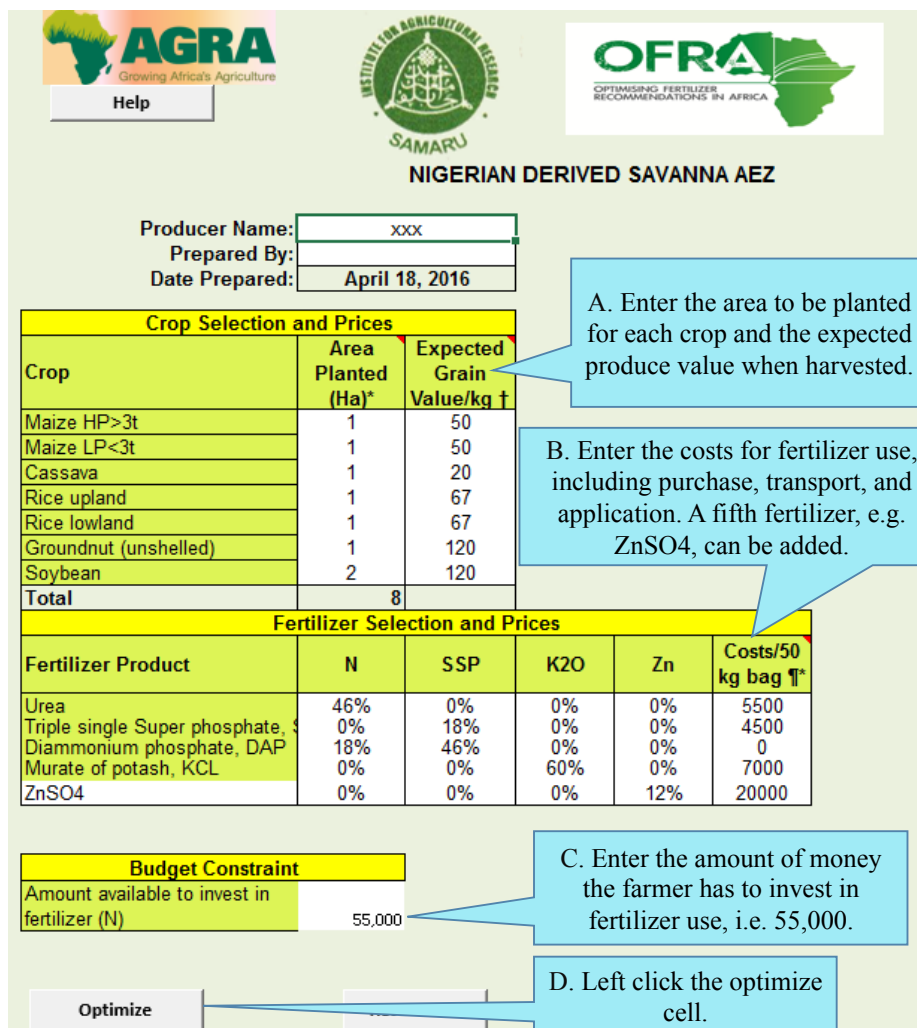 AGRA
Growing Africa's Agriculture
Help
INSTITUTE FOR AGRICULTURAL RESEARCH
SAMARU
OFRA
OPTIMISING FERTILIZER
RECOMMENDATIONS IN AFRICA
NIGERIAN DERIVED SAVANNA AEZ
Producer Name: xxx
Prepared By:
Date Prepared: April 18, 2016
A. Enter the area to be planted
for each crop and the expected
produce value when harvested.
Crop Selection and Prices
Crop Area Planted (Ha)* Expected Grain Value/kg †
Maize HP>3t 1 50
Maize LP<3t 1 50
Cassava 1 20
Rice upland 1 67
Rice lowland 1 67
Groundnut (unshelled) 1 120
Soybean 2 120
Total 8
B. Enter the costs for fertilizer use,
including purchase, transport, and
application. A fifth fertilizer, e.g.
ZnSO4, can be added.
Fertilizer Selection and Prices
Fertilizer Product N SSP K2O Zn Costs/50 kg bag ¶*
Urea 46% 0% 0% 0% 5500
Triple single Super phosphate, 0% 18% 0% 0% 4500
Diammonium phosphate, DAP 18% 46% 0% 0% 0
Murate of potash, KCL 0% 0% 60% 0% 7000
ZnSO4 0% 0% 0% 12% 20000
Budget Constraint
Amount available to invest in
fertilizer (N) 55,000
C. Enter the amount of money
the farmer has to invest in
fertilizer use, i.e. 55,000.
D. Left click the optimize
cell.
Optimize